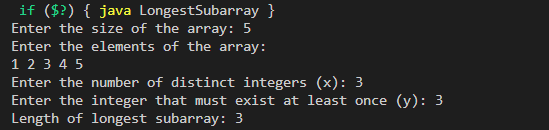 if ($?) { java LongestSubarray }
Enter the size of the array: 5
Enter the elements of the array:
1 2 3 4 5
Enter the number of distinct integers (x): 3
Enter the integer that must exist at least once (y): 3
Length of longest subarray: 3